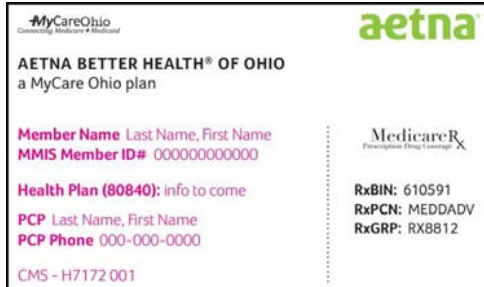 MyCareOhio
Connecting Medicare + Medicaid
aetna
AETNA BETTER HEALTH® OF OHIO
a MyCare Ohio plan
Member Name Last Name, First Name
MMIS Member ID# 000000000000
Health Plan (80840): info to come
PCP Last Name, First Name
PCP Phone 000-000-0000
CMS - H7172 001
MedicareRx
Prescription Drug Coverage
RxBIN: 610591
RxPCN: MEDDADV
RxGRP: RX8812